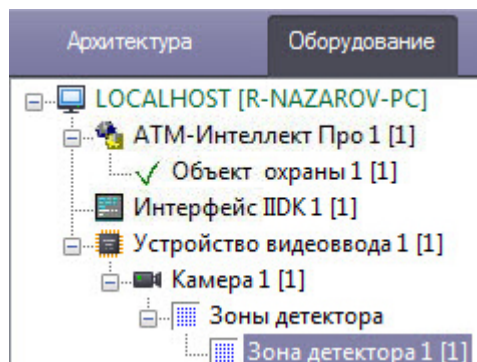 Архитектура Оборудование
LOCALHOST [R-NAZAROV-PC]
АТМ-Интеллект Про 1 [1]
Объект охраны 1 [1]
Интерфейс IIDK 1 [1]
Устройство видеоввода 1 [1]
Камера 1 [1]
Зоны детектора
Зона детектора 1 [1]